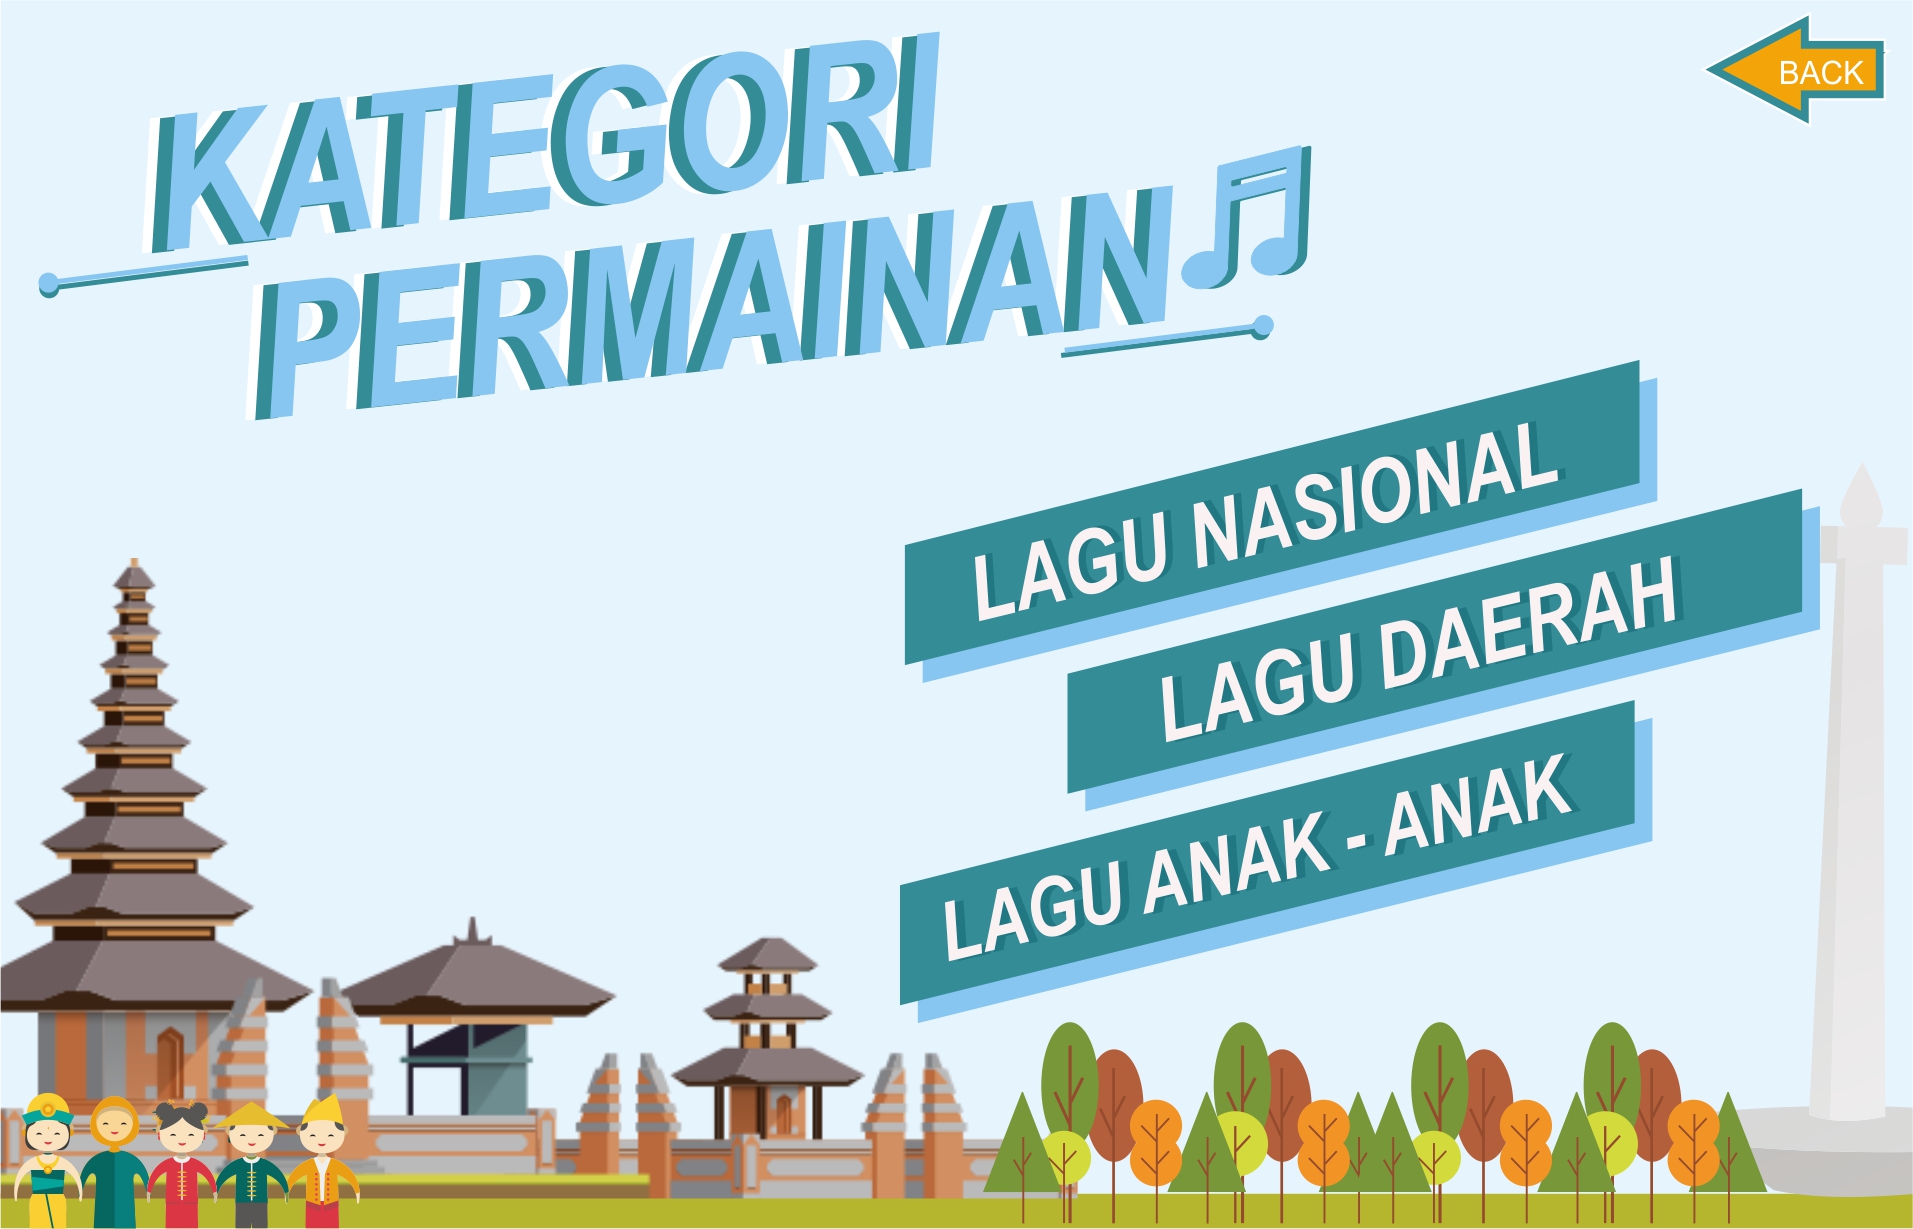 BACK
KATEGORI
PERMAINAN
LAGU NASIONAL
LAGU DAERAH
LAGU ANAK - ANAK